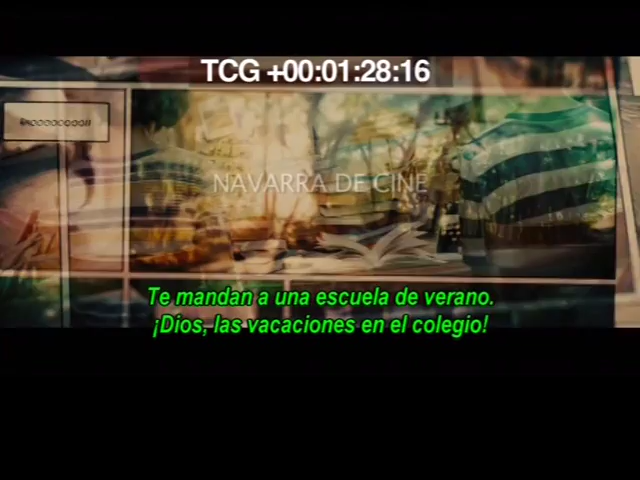 TCG +00:01:28:16
NAVARRA DE CINE
Te mandan a una escuela de verano.
¡Dios, las vacaciones en el colegio!